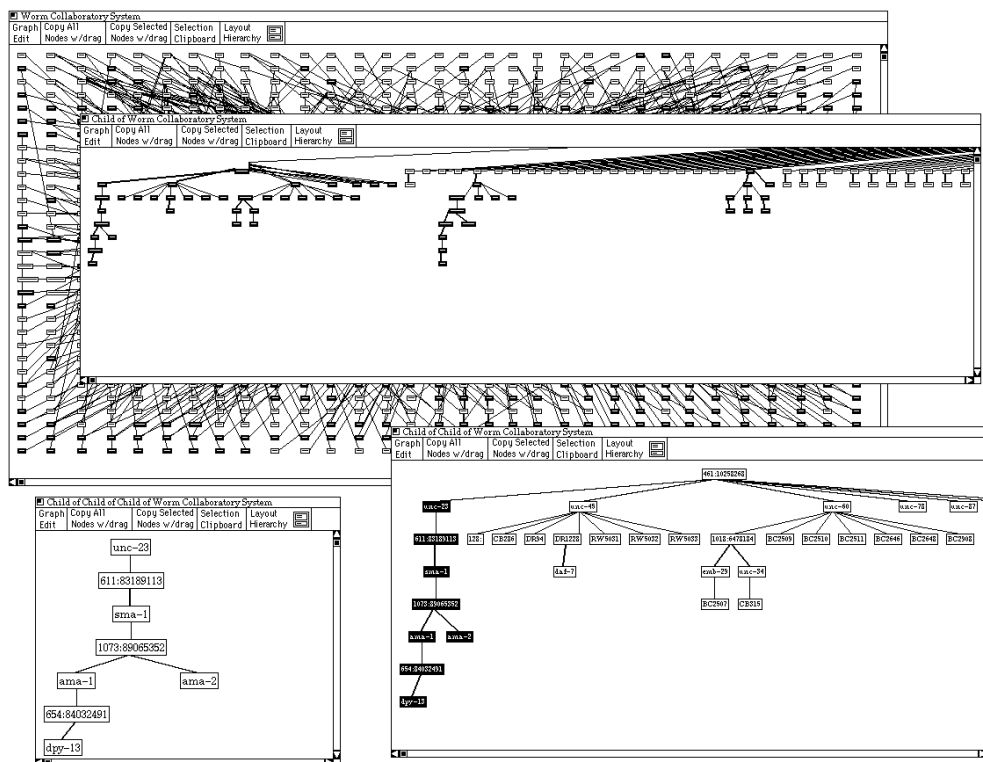 Worm Collaboratory System
Graph Copy All Copy Selected Selection Layout
Edit Nodes w/drag Nodes w/drag Clipboard Hierarchy
Child of Worm Collaboratory System
Graph Copy All Copy Selected Selection Layout
Edit Nodes w/drag Nodes w/drag Clipboard Hierarchy
Child of Child of Worm Collaboratory System
Graph Copy All Copy Selected Selection Layout
Edit Nodes w/drag Nodes w/drag Clipboard Hierarchy
461:10258268
unc-23 unc-45 unc-60 unc-78 unc-87
611:83189113 128: CB286 DR94 DR1228 RW5031 RW5032 RW5033 1018:6478184 BC2509 BC2510 BC2511 BC2646 BC2648 BC2908
sma-1 daf-7 emb-29 unc-34
1073:89065352 BC2507 CB315
ama-1 ama-2
654:84032491
dpy-13
Child of Child of Child of Worm Collaboratory System
Graph Copy All Copy Selected Selection Layout
Edit Nodes w/drag Nodes w/drag Clipboard Hierarchy
unc-23
611:83189113
sma-1
1073:89065352
ama-1 ama-2
654:84032491
dpy-13